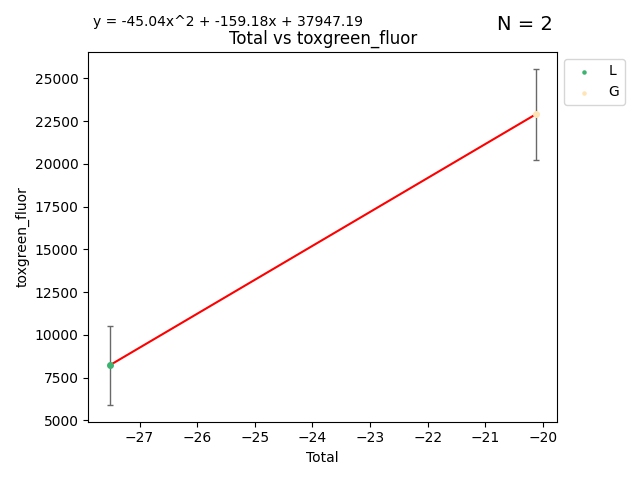 y = -45.04x^2 + -159.18x + 37947.19
N = 2
Total vs toxgreen_fluor
L
G
25000
22500
20000
17500
15000
12500
10000
7500
5000
toxgreen_fluor
−27 −26 −25 −24 −23 −22 −21 −20
Total